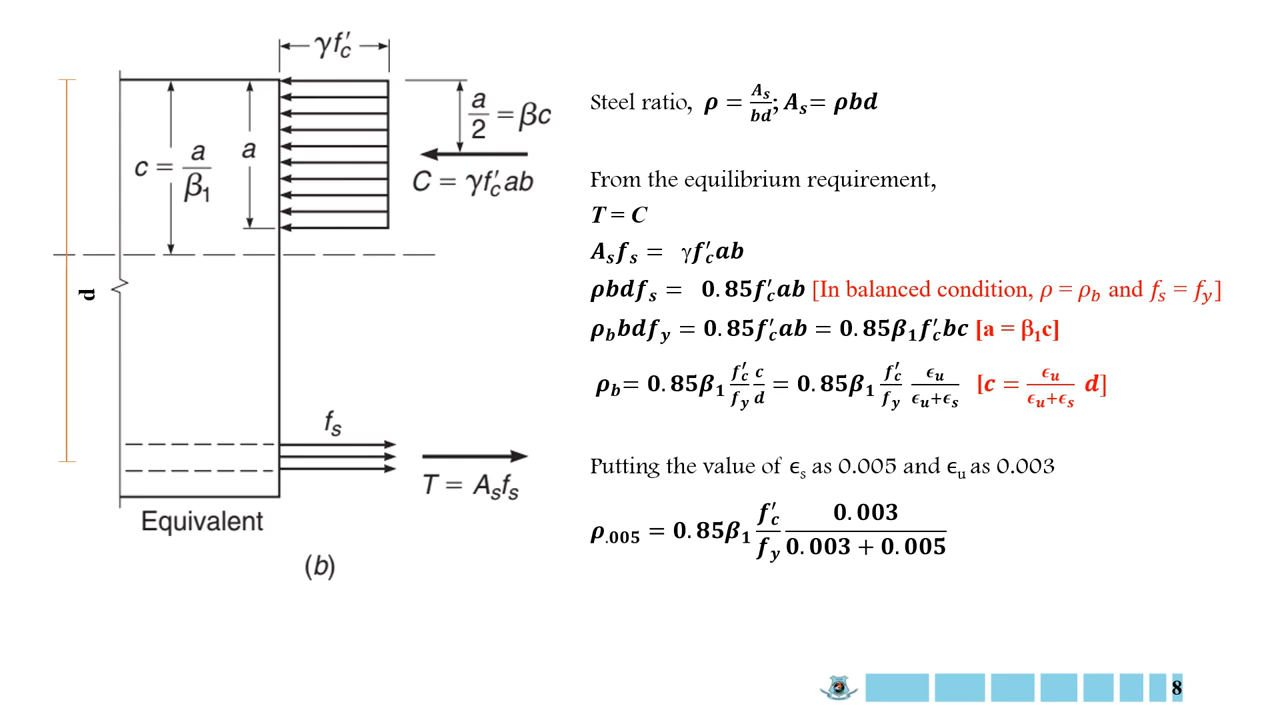 γf′c
a/2 = βc
c = a/β₁
a
C = γf′c ab
d
fs
T = Asfs
Equivalent
(b)
Steel ratio, ρ = As/bd; As = ρbd
From the equilibrium requirement,
T = C
Asfs = γf′c ab
ρbdfs = 0.85f′c ab [In balanced condition, ρ = ρb and fs = fy]
ρb bdfy = 0.85f′c ab = 0.85β₁f′c bc [a = β₁c]
ρb = 0.85β₁ f′c/fy c/d = 0.85β₁ f′c/fy ϵu/(ϵu+ϵs) [c = ϵu/(ϵu+ϵs) d]
Putting the value of ϵs as 0.005 and ϵu as 0.003
ρ.005 = 0.85β₁ f′c/fy 0.003/(0.003 + 0.005)
8